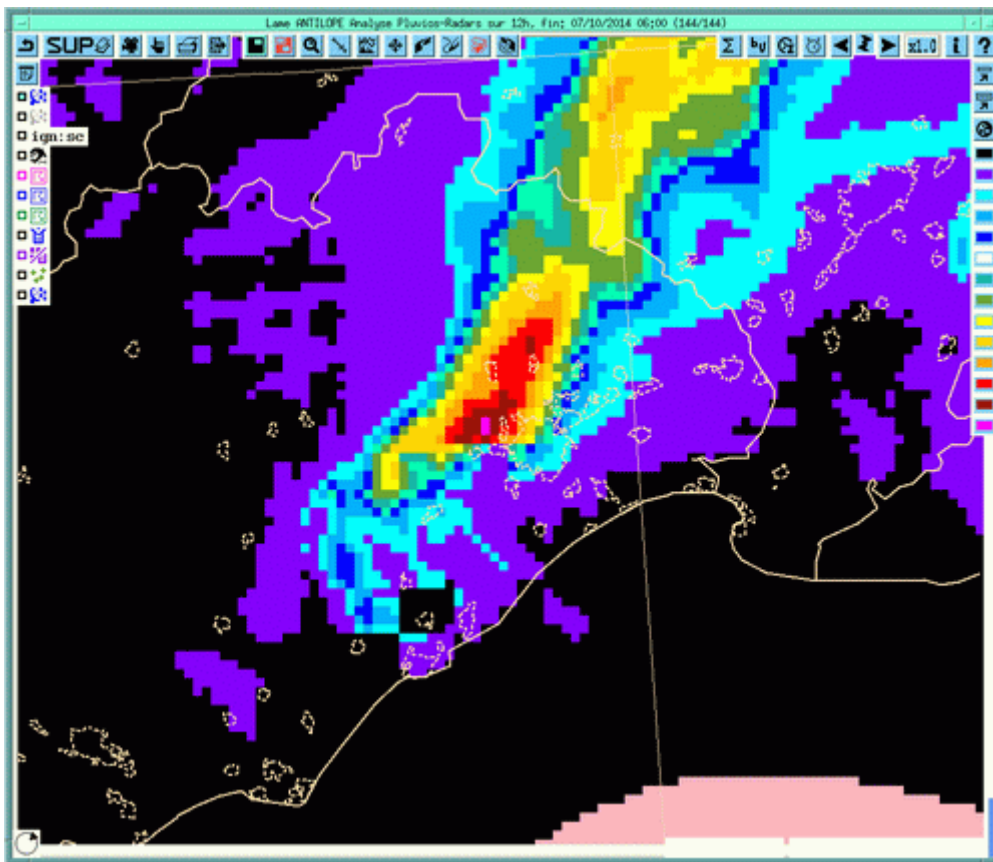 Lame ANTILOPE Analyse Pluvios-Radars sur 12h, fin: 07/10/2014 06:00 (144/144)
SUP
Σ
x1.0
i
?
ign:sc